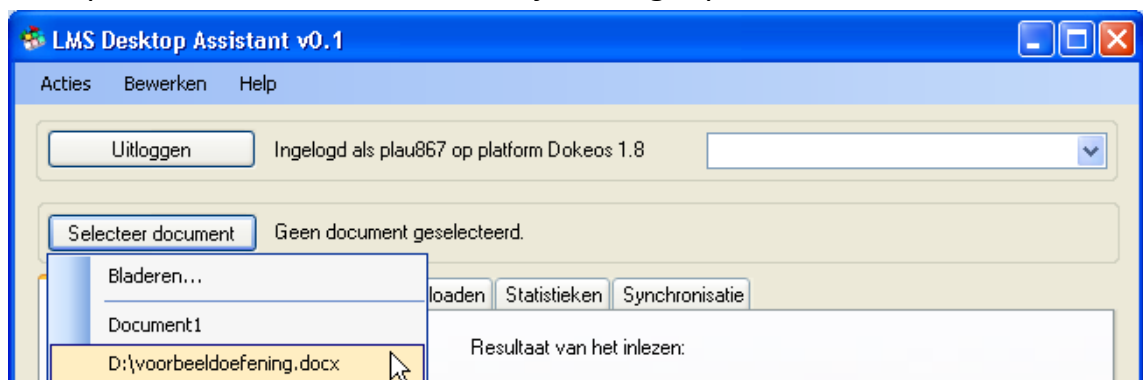 LMS Desktop Assistant v0.1
Acties Bewerken Help
Uitloggen Ingelogd als plau867 op platform Dokeos 1.8
Selecteer document Geen document geselecteerd.
Bladeren...
Statistieken Synchronisatie
Document1
Resultaat van het inlezen:
D:\voorbeeldoefening.docx